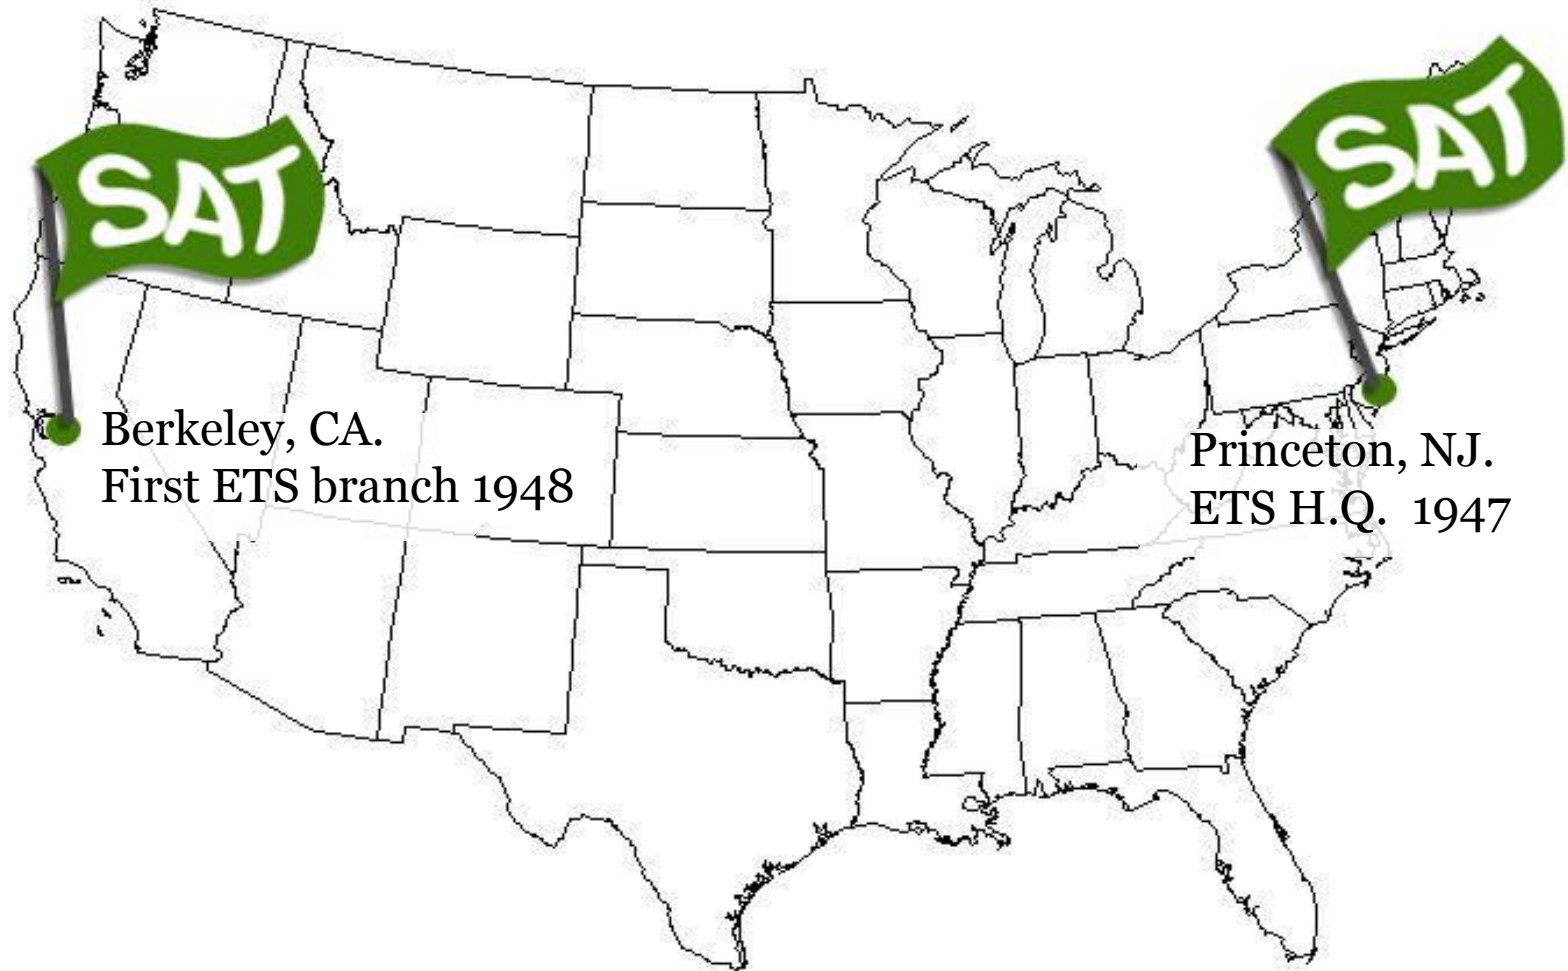 SAT
SAT
Berkeley, CA.
First ETS branch 1948
Princeton, NJ.
ETS H.Q. 1947